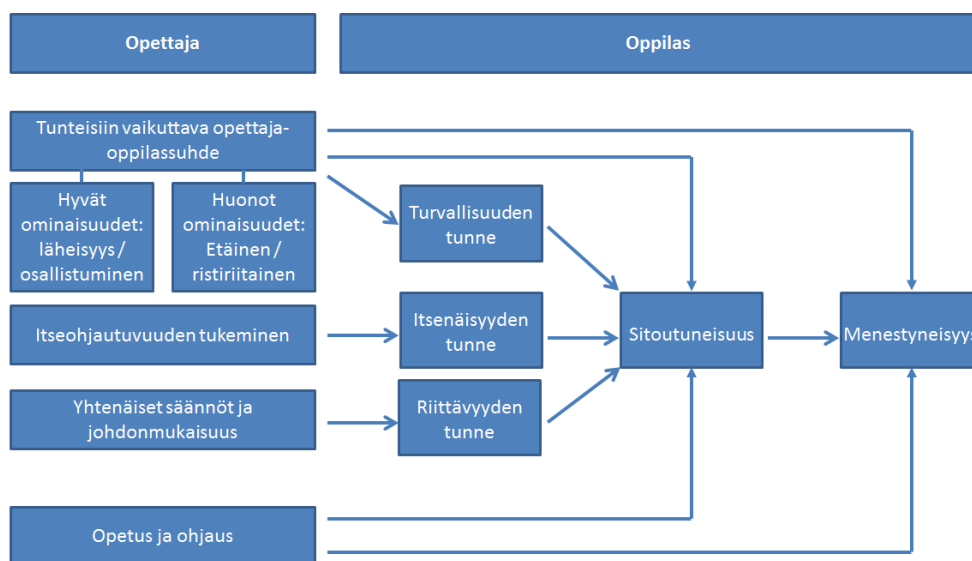 Opettaja
Oppilas
Tunteisiin vaikuttava opettaja-
oppilassuhde
Hyvät
ominaisuudet:
läheisyys /
osallistuminen
Huonot
ominaisuudet:
Etäinen /
ristiriitainen
Turvallisuuden
tunne
Itseohjautuvuuden tukeminen
Itsenäisyyden
tunne
Sitoutuneisuus
Menestyneisyys
Yhtenäiset säännöt ja
johdonmukaisuus
Riittävyyden
tunne
Opetus ja ohjaus